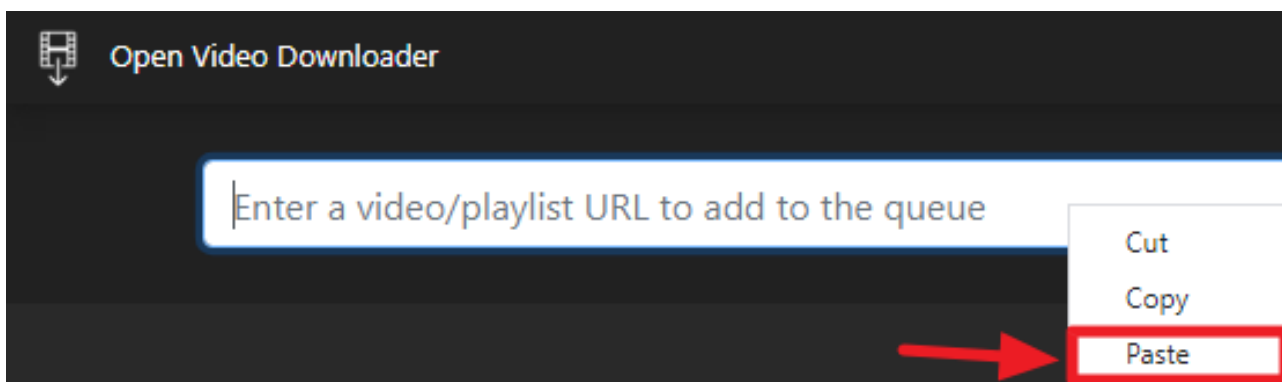 Open Video Downloader
Enter a video/playlist URL to add to the queue
Cut
Copy
Paste